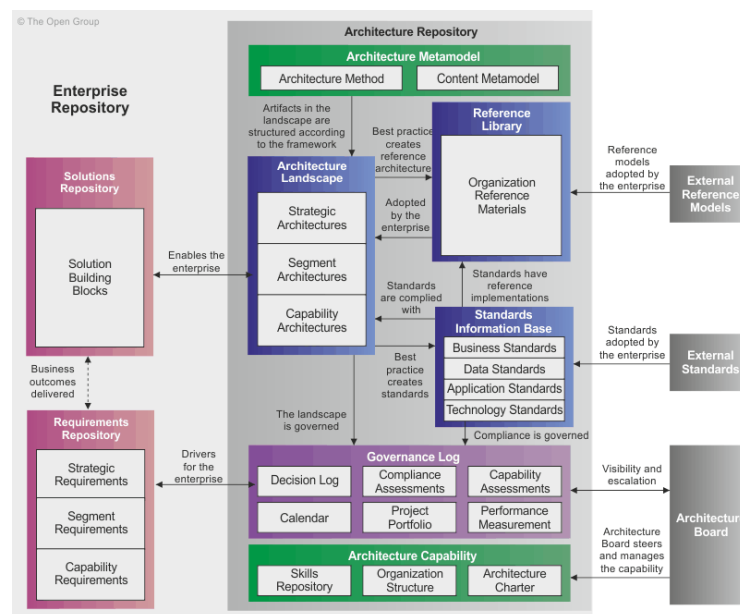 © The Open Group
Architecture Repository
Architecture Metamodel
Architecture Method
Content Metamodel
Enterprise
Repository
Artifacts in the
landscape are
structured according
to the framework
Best practice
creates
reference
architecture
Reference
Library
Organization
Reference
Materials
Reference
models
adopted by
the enterprise
External
Reference
Models
Solutions
Repository
Solution
Building
Blocks
Architecture
Landscape
Strategic
Architectures
Segment
Architectures
Capability
Architectures
Adopted
by the
enterprise
Enables the
enterprise
Standards
are complied
with
Standards have
reference
implementations
Standards
Information Base
Business Standards
Data Standards
Application Standards
Technology Standards
Standards
adopted by
the enterprise
External
Standards
Best
practice
creates
standards
Business
outcomes
delivered
The landscape
is governed
Compliance is governed
Requirements
Repository
Strategic
Requirements
Segment
Requirements
Capability
Requirements
Drivers
for the
enterprise
Governance Log
Decision Log
Compliance
Assessments
Capability
Assessments
Calendar
Project
Portfolio
Performance
Measurement
Visibility and
escalation
Architecture
Board
Architecture
Board steers
and manages
the capability
Architecture Capability
Skills
Repository
Organization
Structure
Architecture
Charter